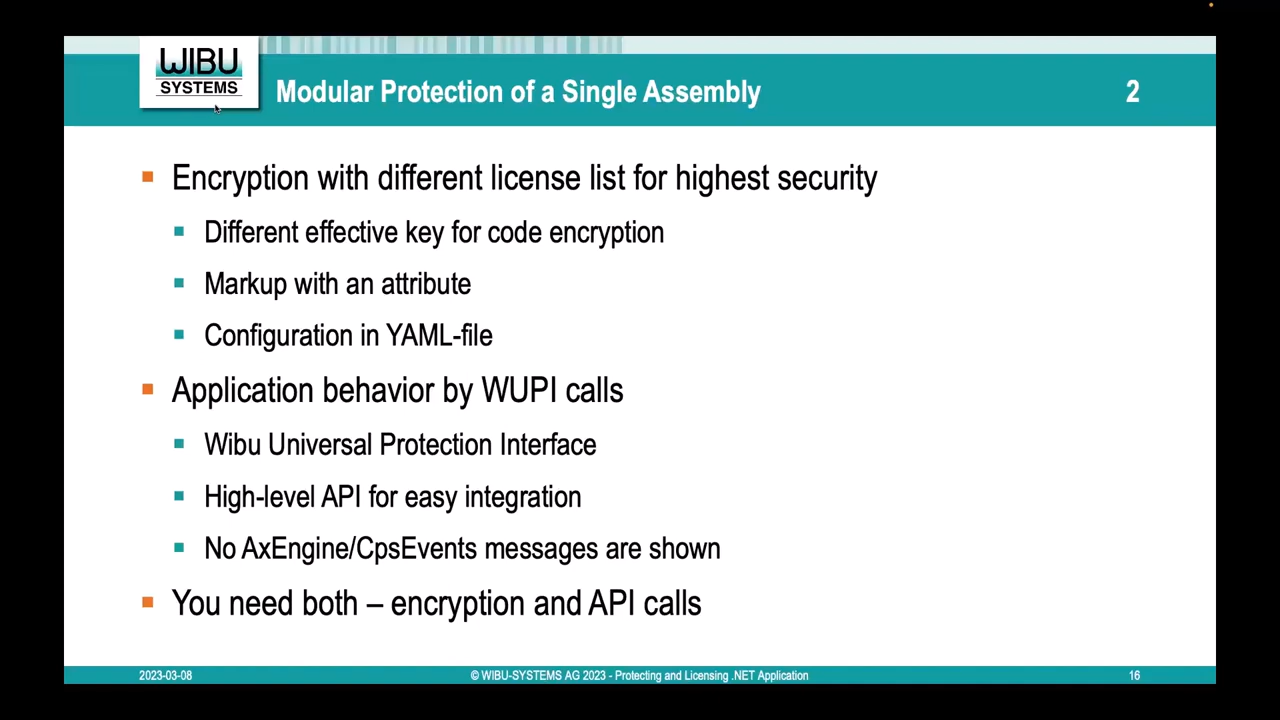 WIBU
SYSTEMS
Modular Protection of a Single Assembly
2
Encryption with different license list for highest security
Different effective key for code encryption
Markup with an attribute
Configuration in YAML-file
Application behavior by WUPI calls
Wibu Universal Protection Interface
High-level API for easy integration
No AxEngine/CpsEvents messages are shown
You need both – encryption and API calls
2023-03-08
© WIBU-SYSTEMS AG 2023 - Protecting and Licensing .NET Application
16